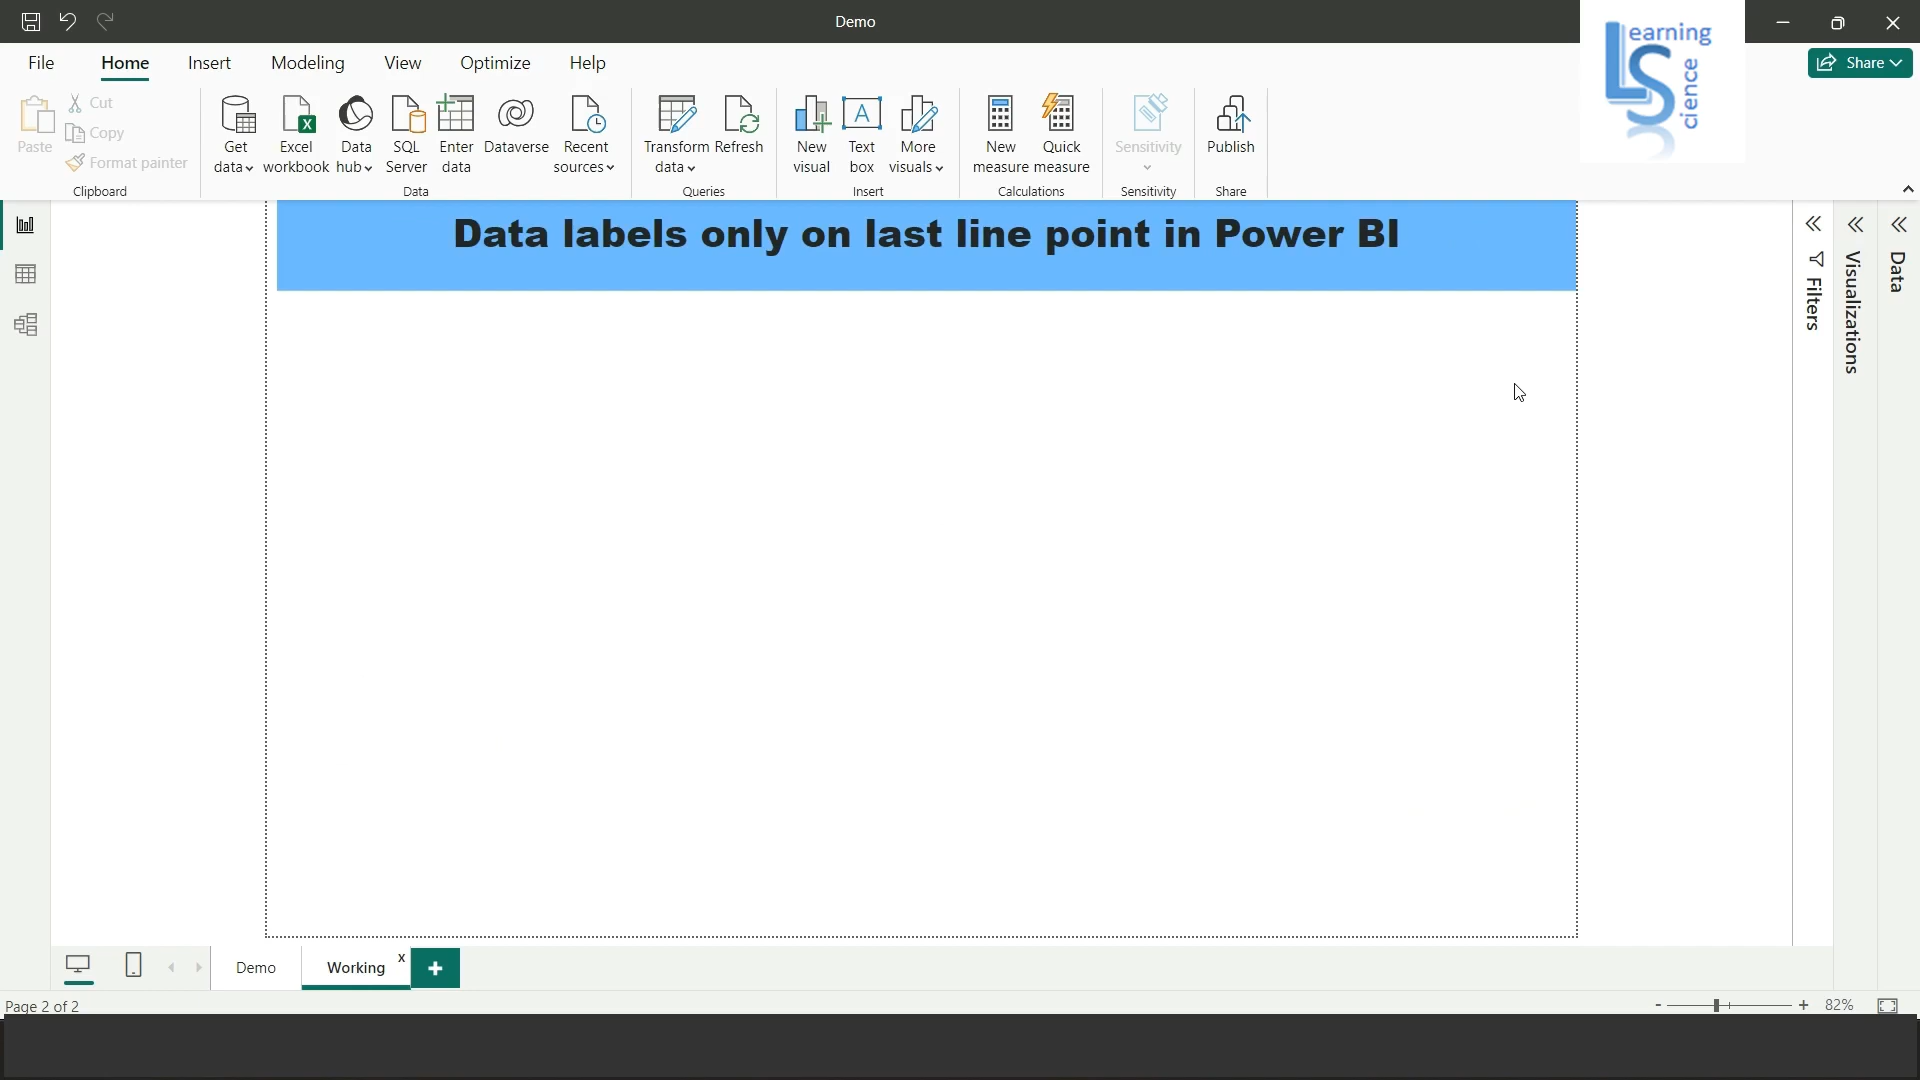 Demo
Learning Science
File Home Insert Modeling View Optimize Help
Share
Paste
Cut
Copy
Format painter
Clipboard
Get data
Excel workbook
Data hub
SQL Server
Enter data
Dataverse
Recent sources
Data
Transform data
Refresh
Queries
New visual
Text box
More visuals
Insert
New measure
Quick measure
Calculations
Sensitivity
Sensitivity
Publish
Share
Data labels only on last line point in Power BI
Filters
Visualizations
Data
Demo
Working
x
Page 2 of 2
- + 82%